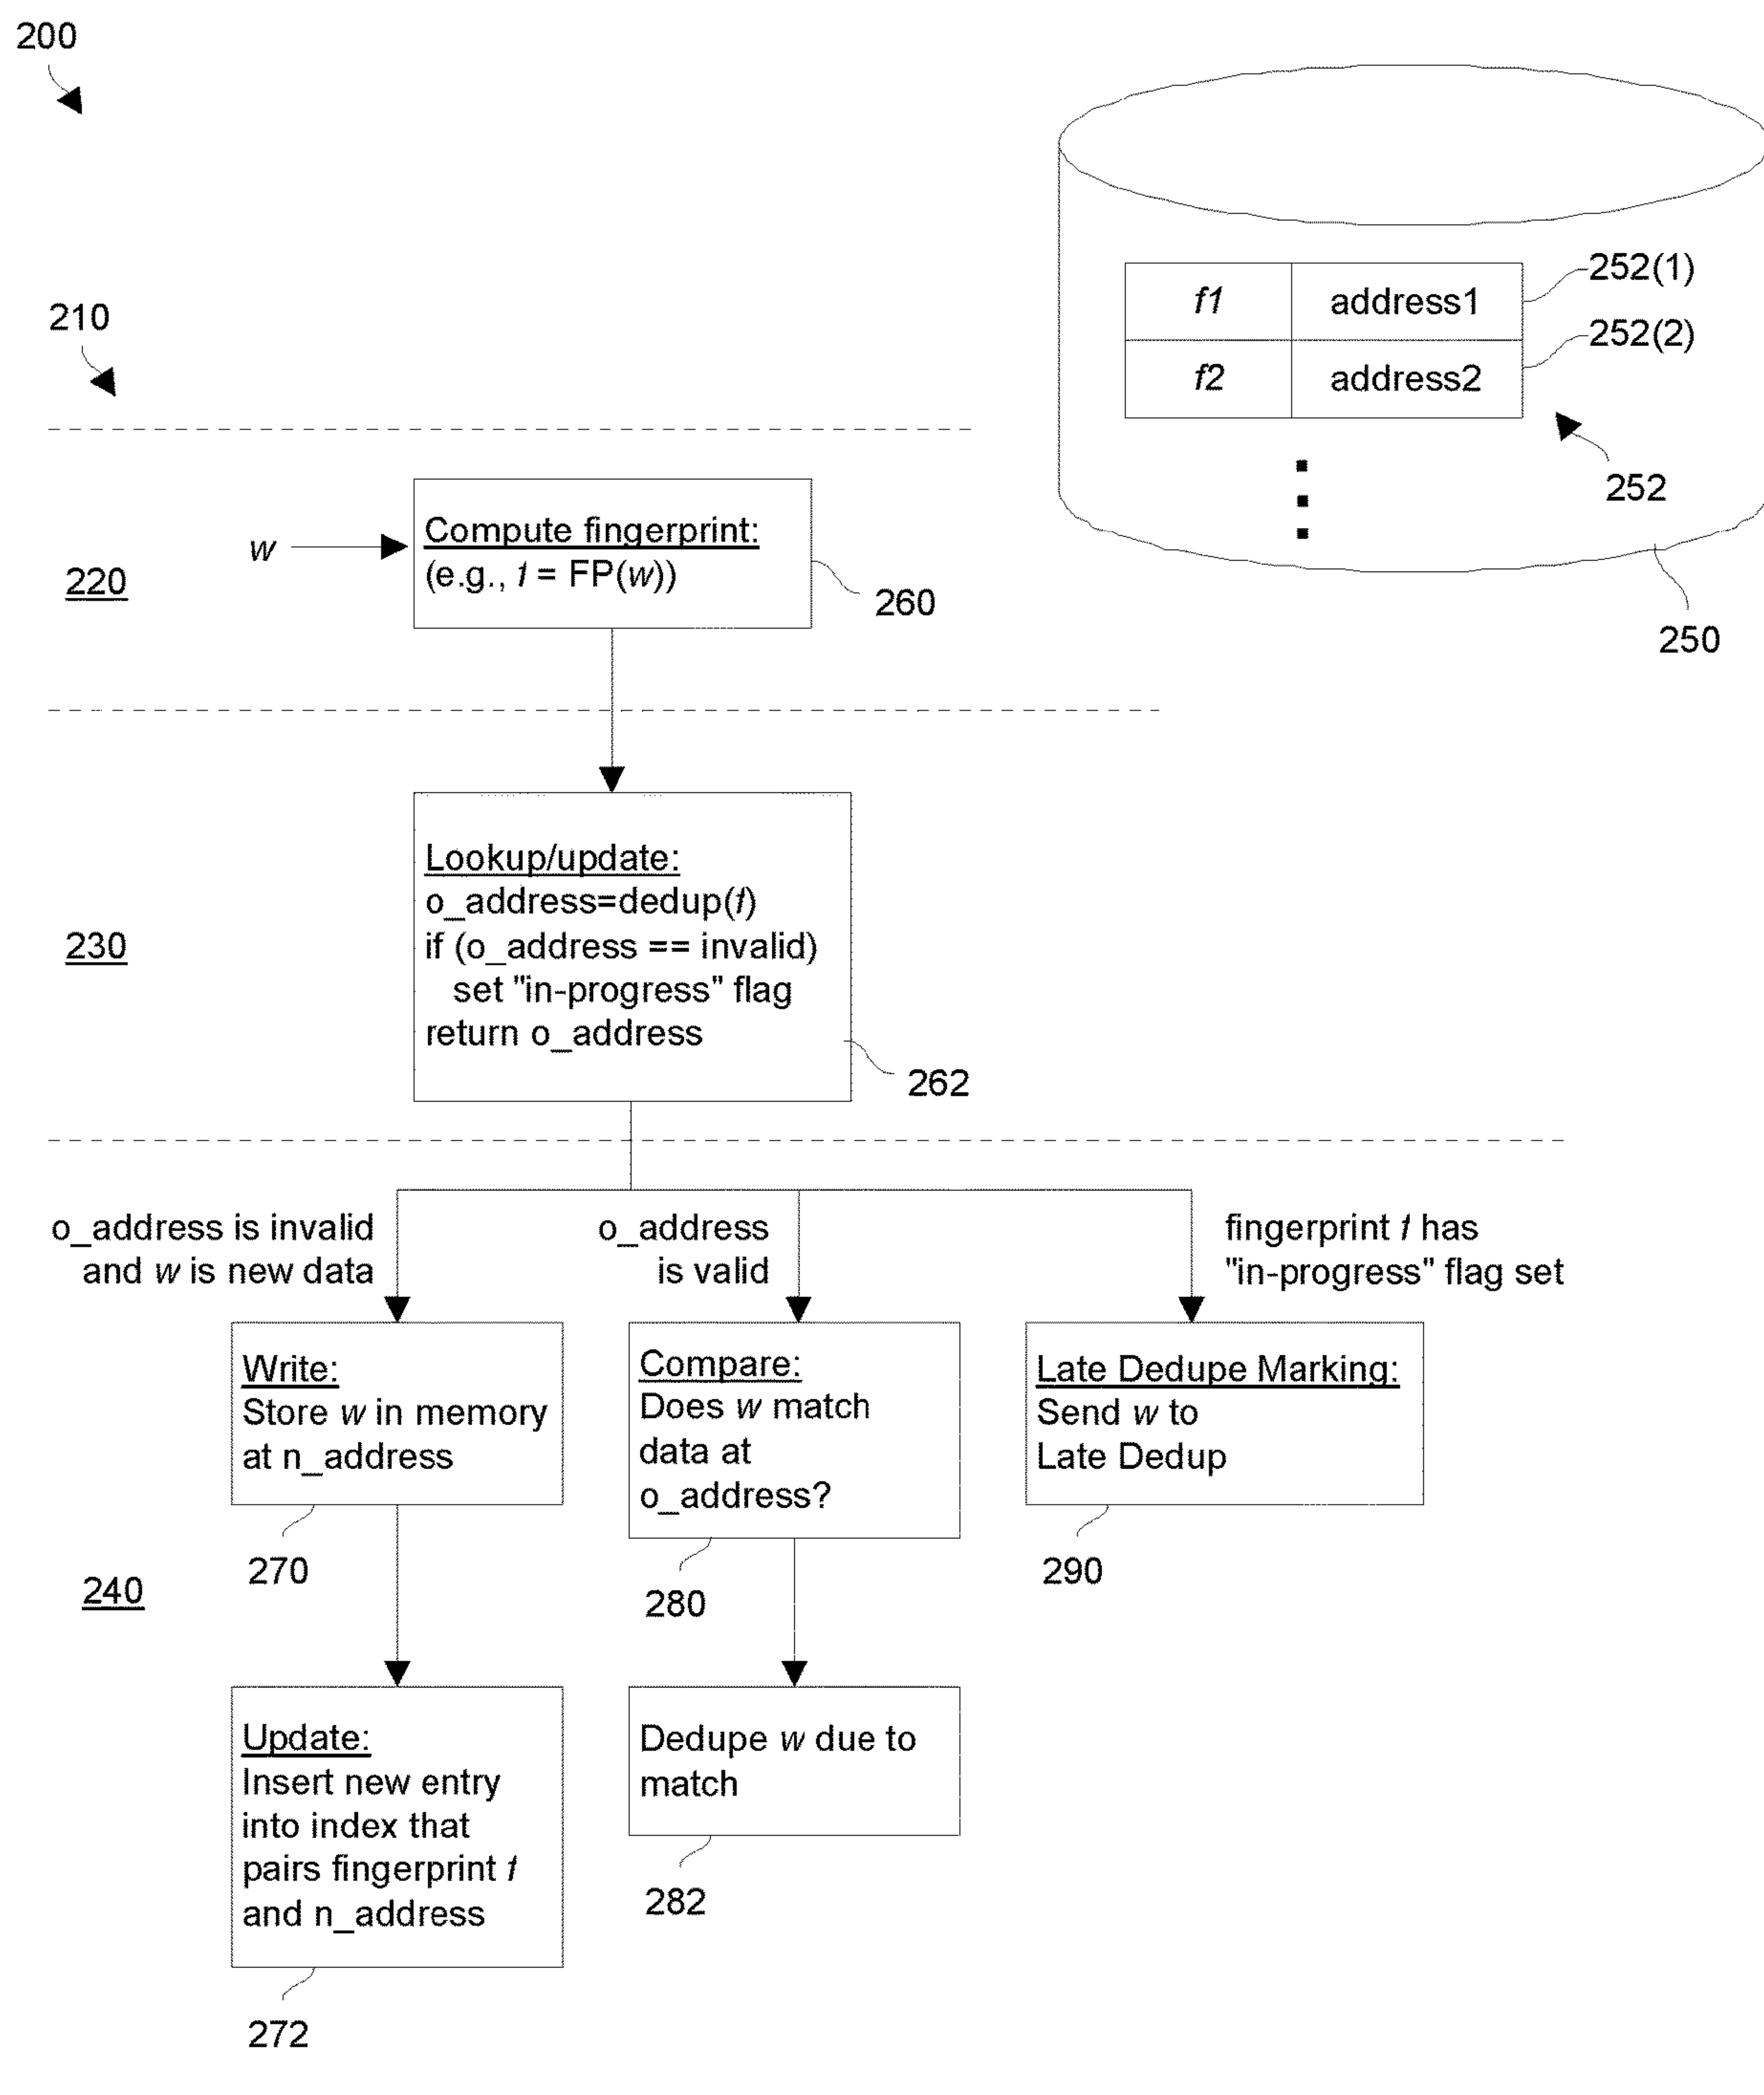 200
210
f1 address1
252(1)
f2 address2
252(2)
252
250
220
w
Compute fingerprint:
(e.g., f = FP(w))
260
230
Lookup/update:
o_address=dedup(f)
if (o_address == invalid)
set "in-progress" flag
return o_address
262
o_address is invalid
and w is new data
o_address
is valid
fingerprint f has
"in-progress" flag set
240
Write:
Store w in memory
at n_address
270
Compare:
Does w match
data at
o_address?
280
Late Dedupe Marking:
Send w to
Late Dedup
290
Update:
Insert new entry
into index that
pairs fingerprint f
and n_address
272
Dedupe w due to
match
282